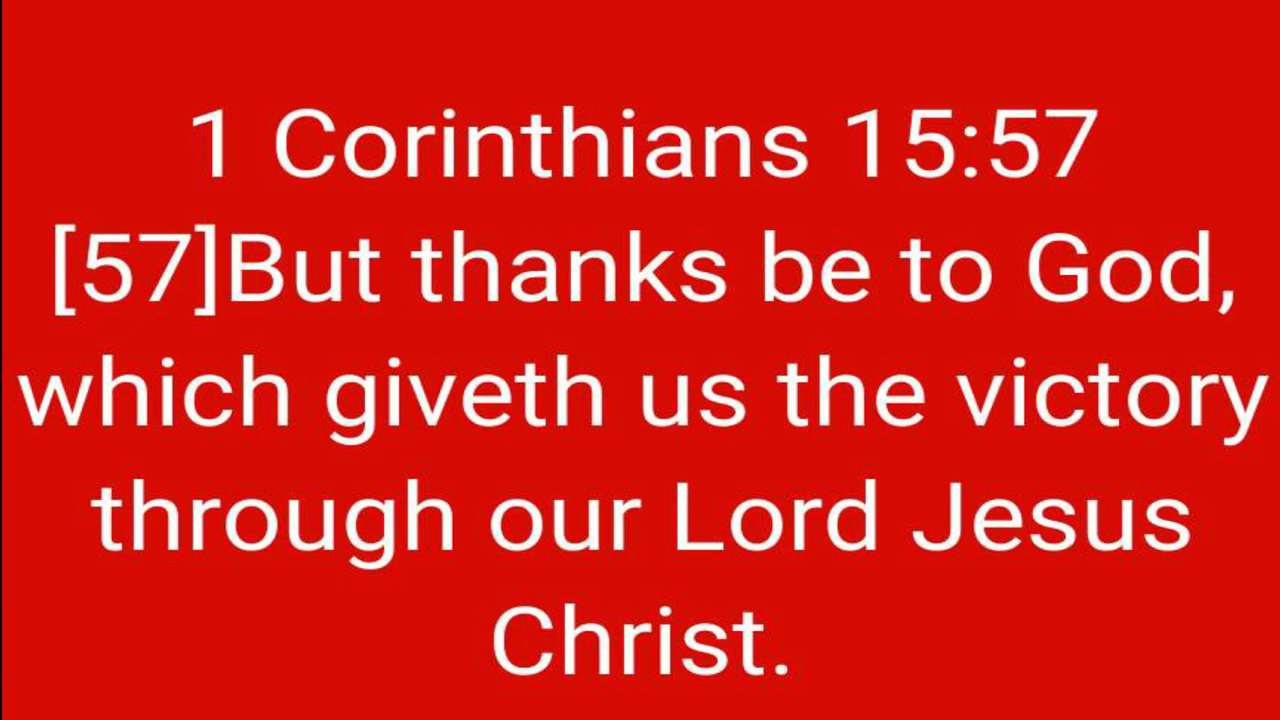 1 Corinthians 15:57
[57]But thanks be to God,
which giveth us the victory
through our Lord Jesus
Christ.